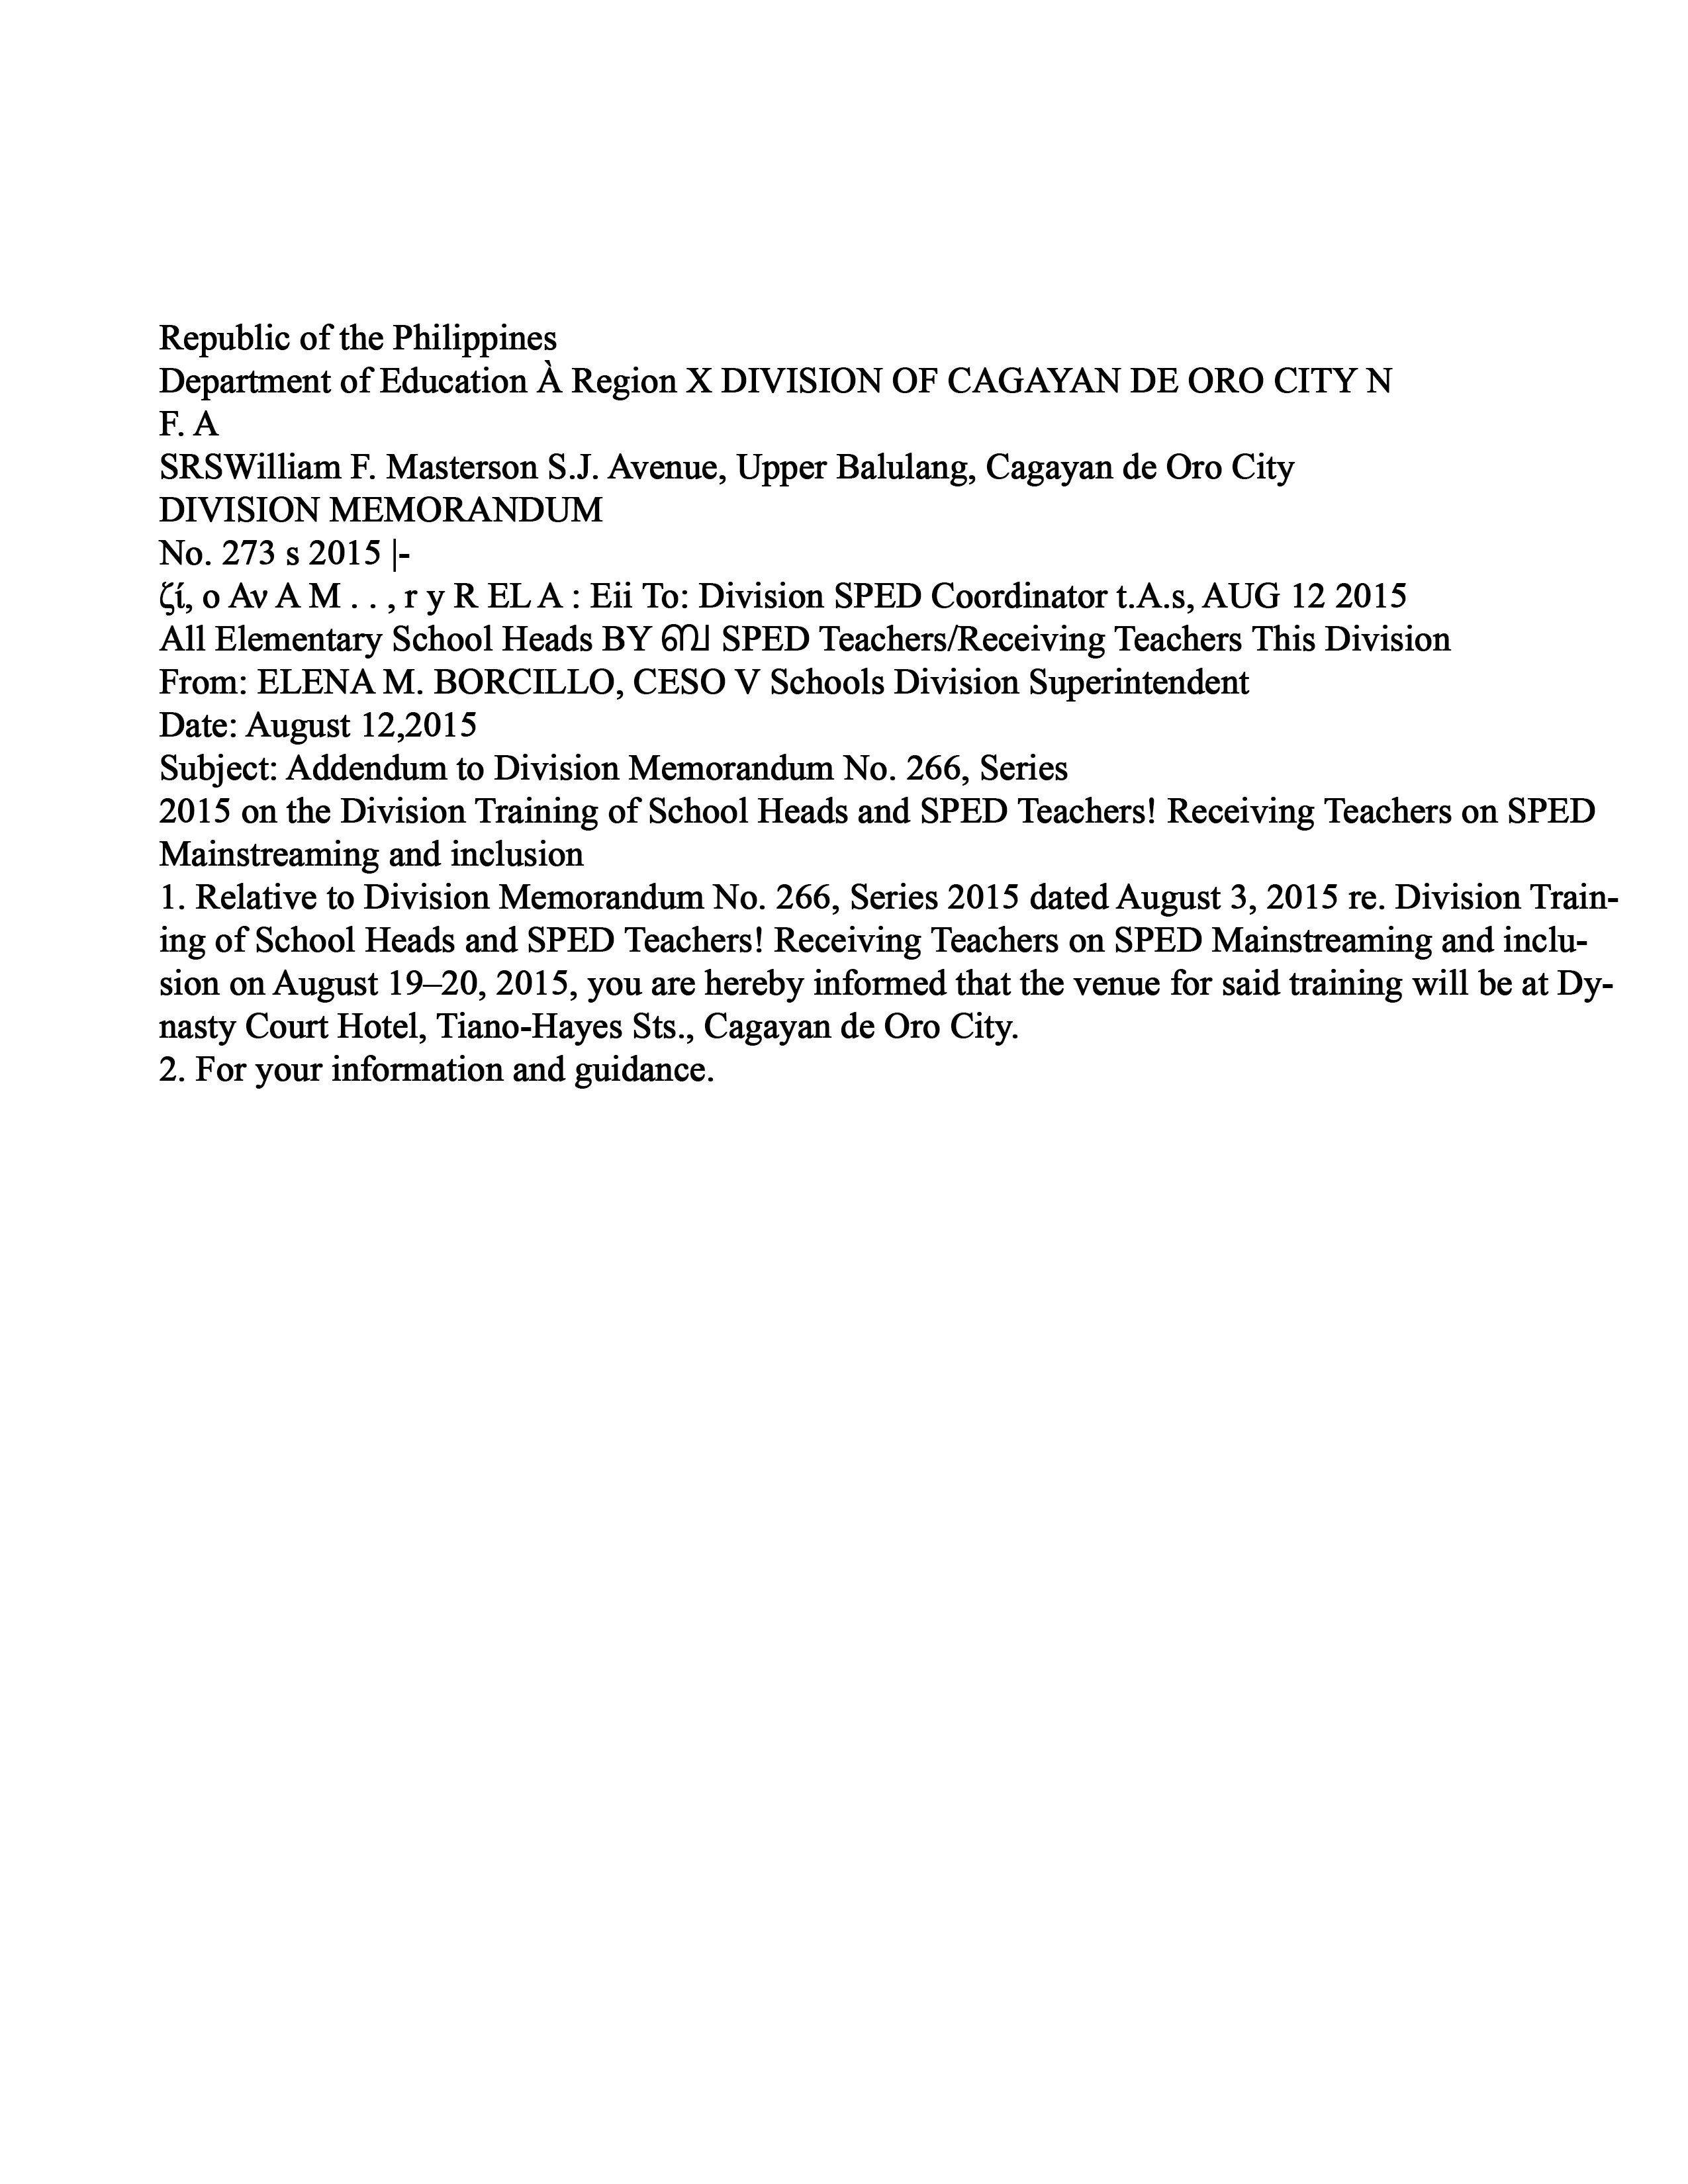 Republic of the Philippines
Department of Education À Region X DIVISION OF CAGAYAN DE ORO CITY N
F. A
SRSWilliam F. Masterson S.J. Avenue, Upper Balulang, Cagayan de Oro City
DIVISION MEMORANDUM
No. 273 s 2015 |-
ζί, ο Αν Α Μ . . , r y R EL A : Eii To: Division SPED Coordinator t.A.s, AUG 12 2015
All Elementary School Heads BY ബി SPED Teachers/Receiving Teachers This Division
From: ELENA M. BORCILLO, CESO V Schools Division Superintendent
Date: August 12,2015
Subject: Addendum to Division Memorandum No. 266, Series
2015 on the Division Training of School Heads and SPED Teachers! Receiving Teachers on SPED
Mainstreaming and inclusion
1. Relative to Division Memorandum No. 266, Series 2015 dated August 3, 2015 re. Division Train-
ing of School Heads and SPED Teachers! Receiving Teachers on SPED Mainstreaming and inclu-
sion on August 19–20, 2015, you are hereby informed that the venue for said training will be at Dy-
nasty Court Hotel, Tiano-Hayes Sts., Cagayan de Oro City.
2. For your information and guidance.